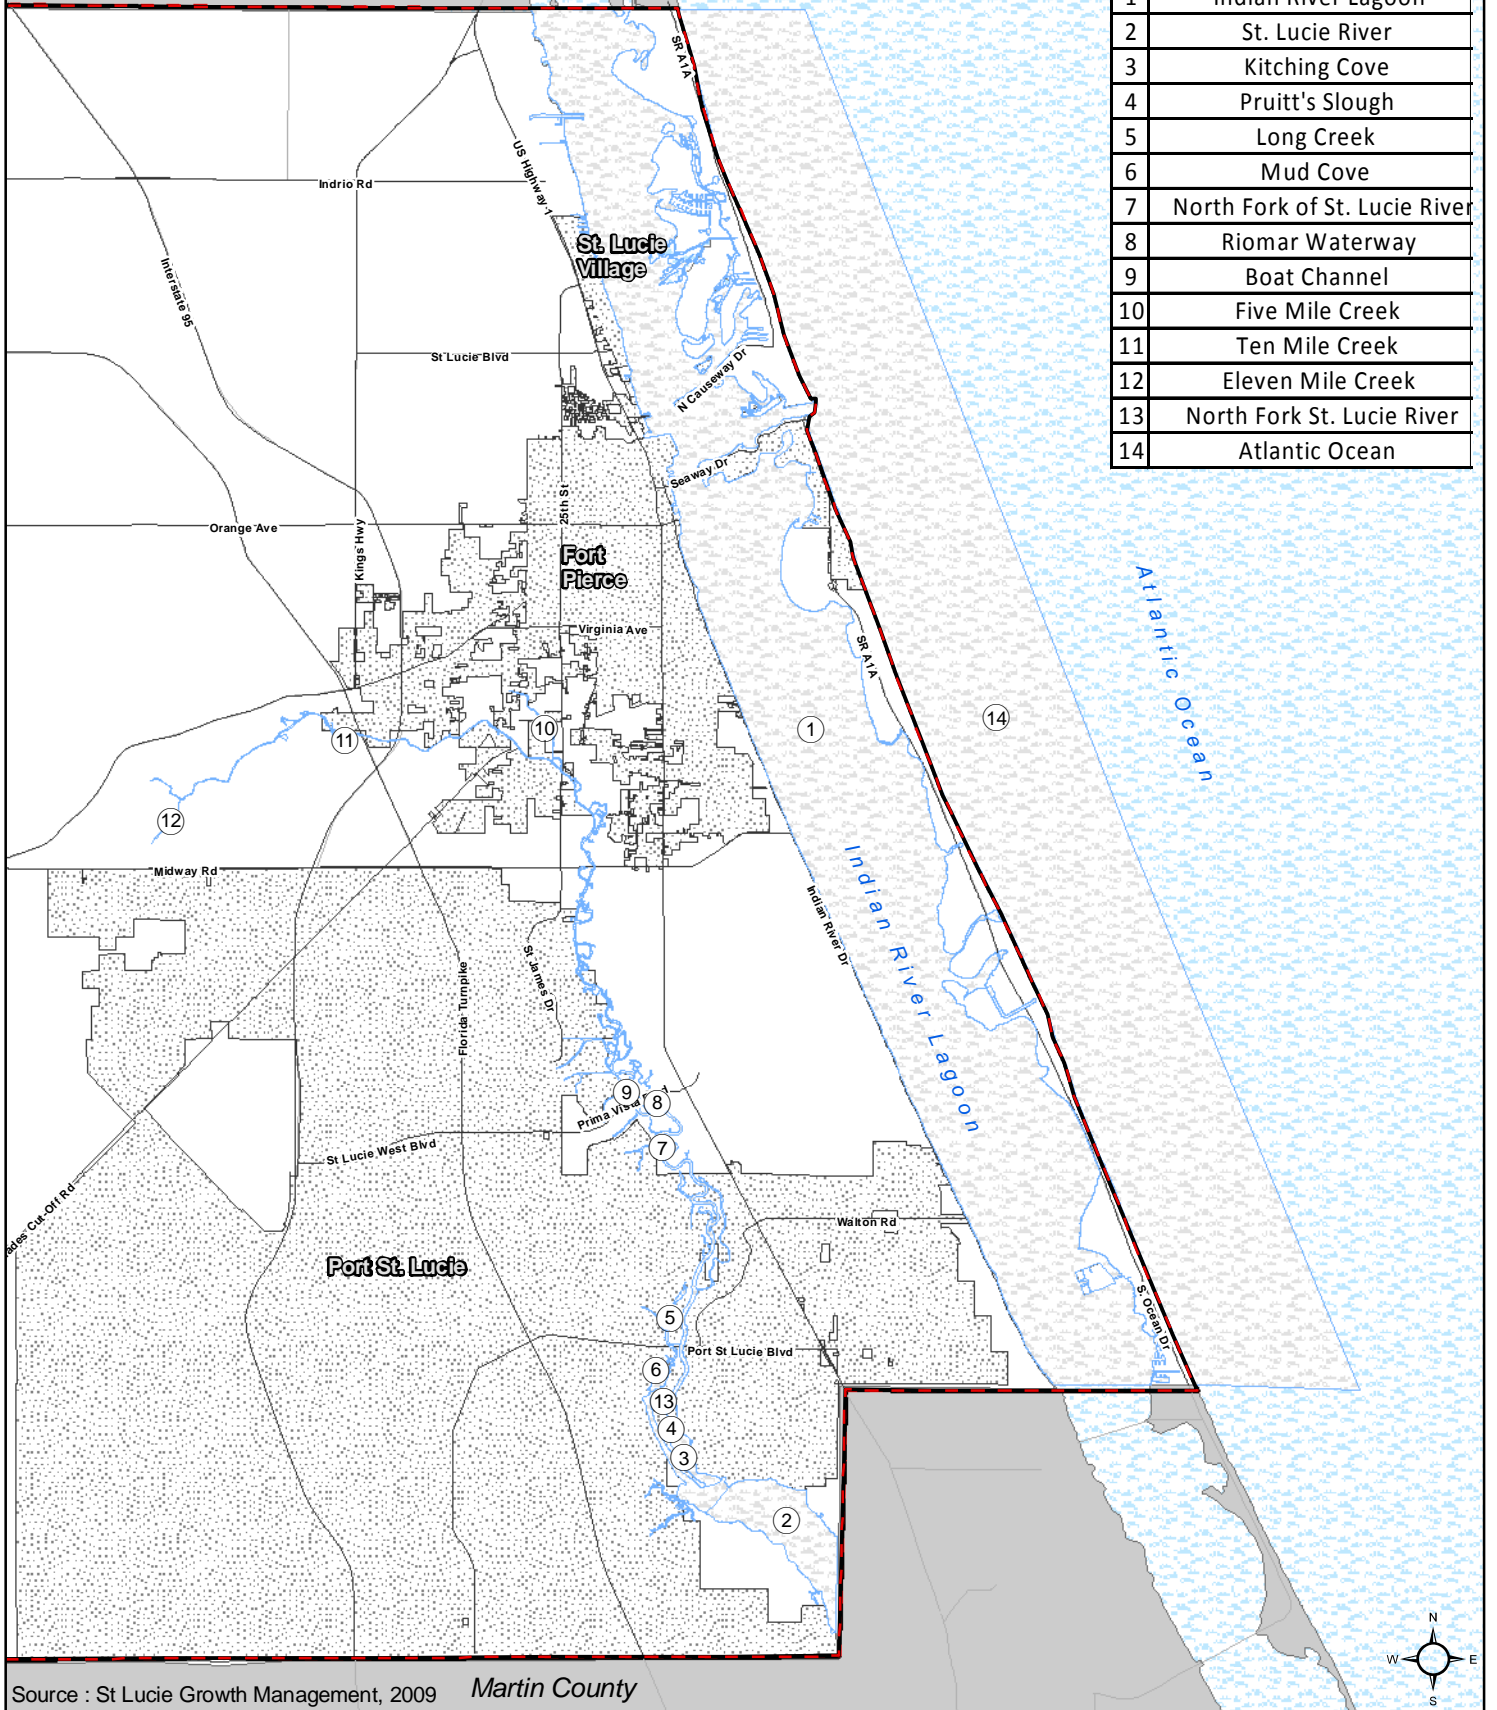 1 Indian River Lagoon
2 St. Lucie River
3 Kitching Cove
4 Pruitt's Slough
5 Long Creek
6 Mud Cove
7 North Fork of St. Lucie River
8 Riomar Waterway
9 Boat Channel
10 Five Mile Creek
11 Ten Mile Creek
12 Eleven Mile Creek
13 North Fork St. Lucie River
14 Atlantic Ocean
SR A1A
US Highway 1
Indrio Rd
St. Lucie
Village
Interstate 95
St Lucie Blvd
N Causeway Dr
Seaway Dr
25th St
Orange Ave
Kings Hwy
Fort
Pierce
Atlantic Ocean
Virginia Ave
SR A1A
14
1
10
11
12
Midway Rd
Indian River Lagoon
Indian River Dr
St James Dr
Florida Turnpike
9
8
Prima Vista
7
St Lucie West Blvd
Cut-Off Rd
Walton Rd
Port St. Lucie
S. Ocean Dr
5
Port St Lucie Blvd
6
13
4
3
2
N
W E
S
Source : St Lucie Growth Management, 2009
Martin County